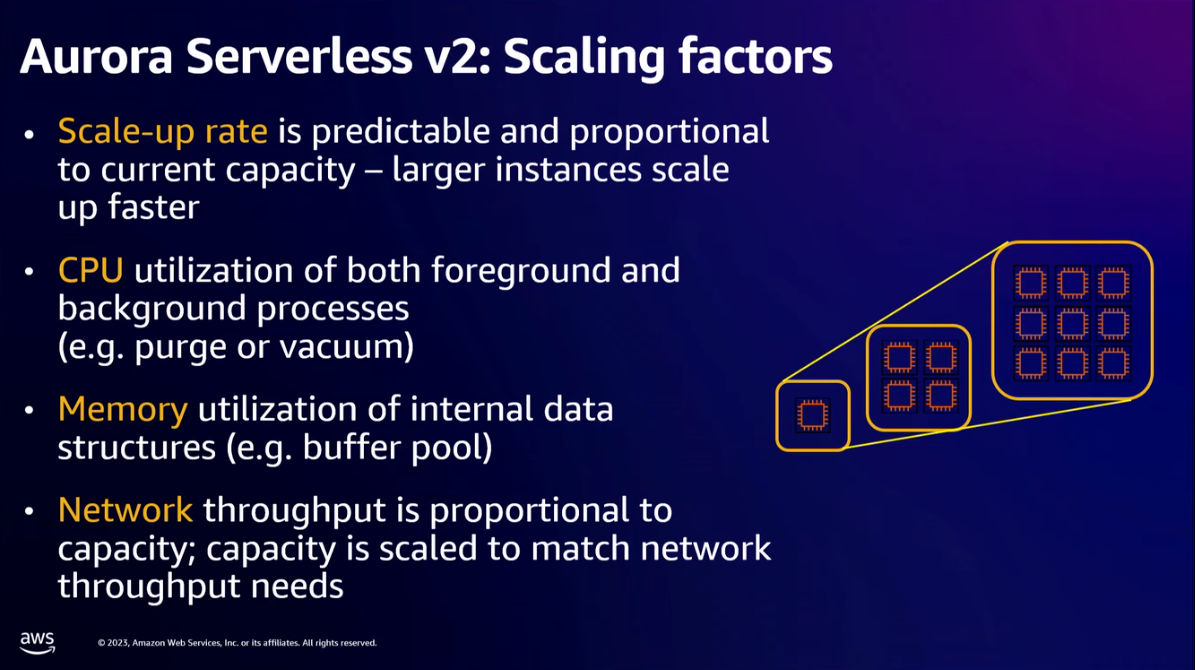 Aurora Serverless v2: Scaling factors
• Scale-up rate is predictable and proportional
to current capacity – larger instances scale
up faster
• CPU utilization of both foreground and
background processes
(e.g. purge or vacuum)
• Memory utilization of internal data
structures (e.g. buffer pool)
• Network throughput is proportional to
capacity; capacity is scaled to match network
throughput needs
aws
© 2023, Amazon Web Services, Inc. or its affiliates. All rights reserved.